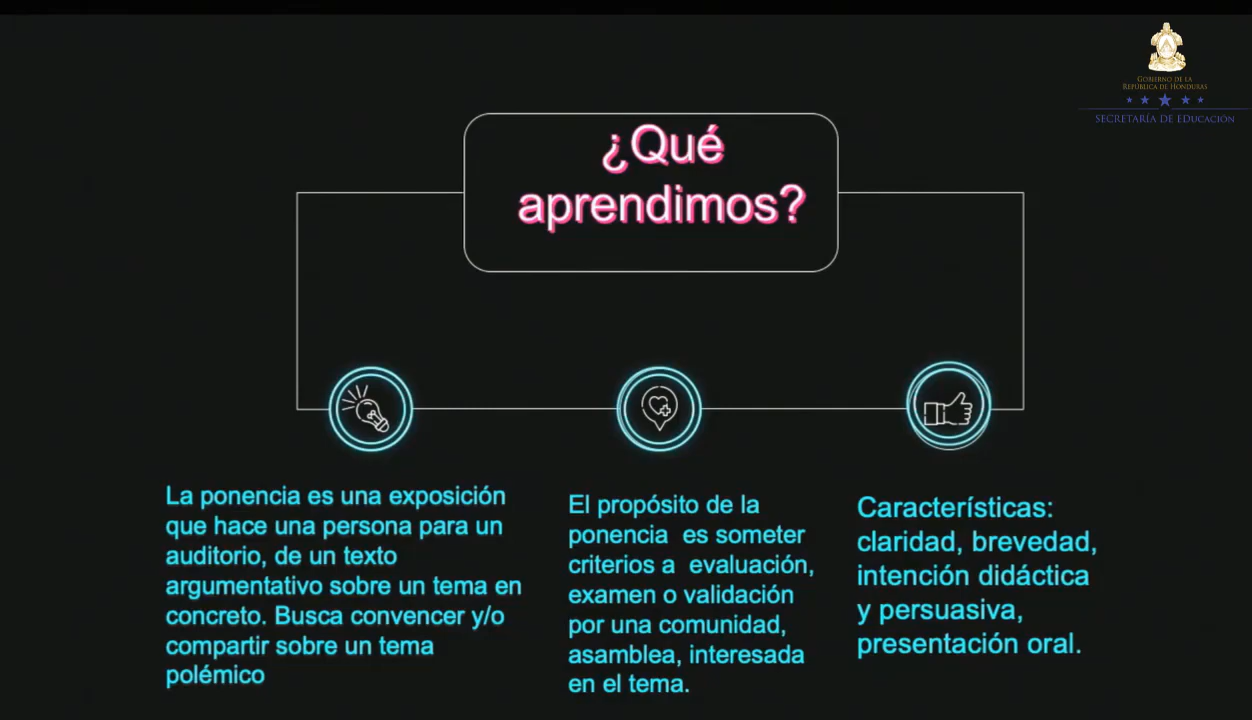 GOBIERNO DE LA
REPÚBLICA DE HONDURAS
SECRETARÍA DE EDUCACIÓN
¿Qué
aprendimos?
La ponencia es una exposición
que hace una persona para un
auditorio, de un texto
argumentativo sobre un tema en
concreto. Busca convencer y/o
compartir sobre un tema
polémico
El propósito de la
ponencia es someter
criterios a evaluación,
examen o validación
por una comunidad,
asamblea, interesada
en el tema.
Características:
claridad, brevedad,
intención didáctica
y persuasiva,
presentación oral.